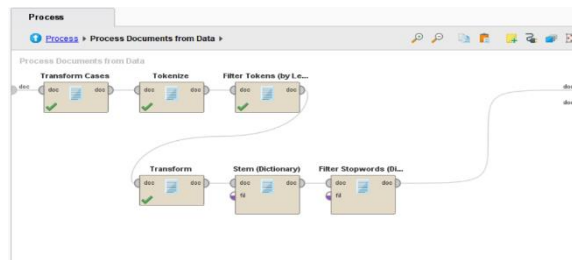 Process
Process ▸ Process Documents from Data ▸
Process Documents from Data
Transform Cases Tokenize Filter Tokens (by Le...
doc doc doc doc doc doc doc doc
doc
Transform Stem (Dictionary) Filter Stopwords (Di...
doc doc doc doc doc doc
fil fil